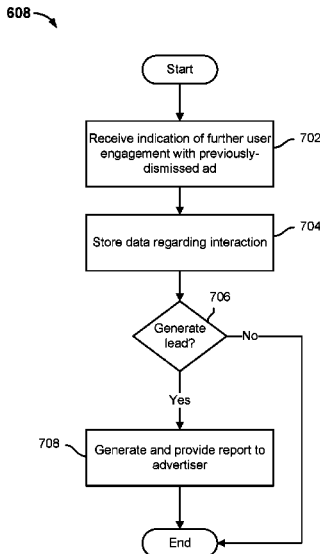 608
Start
Receive indication of further user
engagement with previously-
dismissed ad
702
Store data regarding interaction
704
706
Generate
lead?
No
Yes
708
Generate and provide report to
advertiser
End